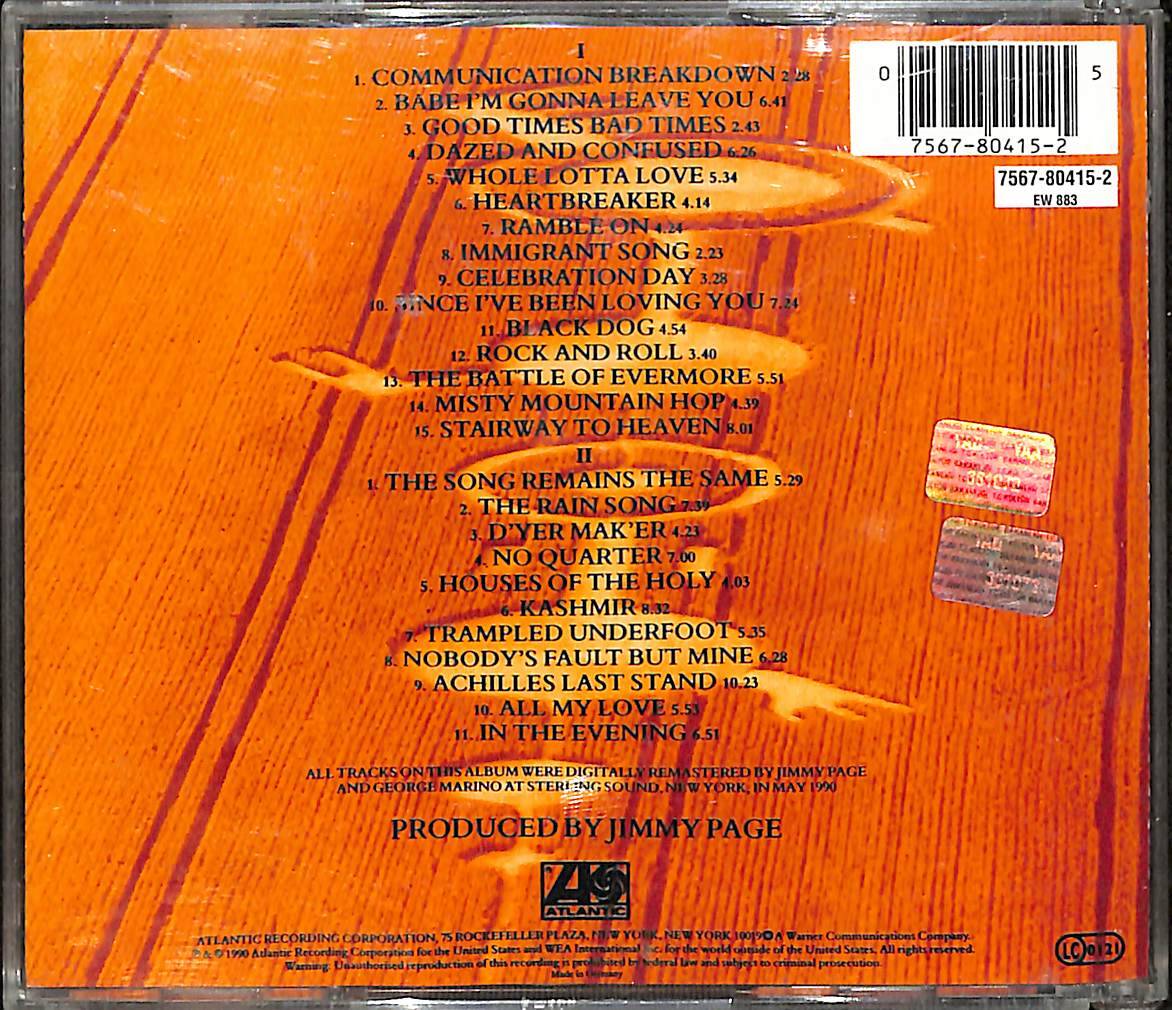 I
1. COMMUNICATION BREAKDOWN 2.28
2. BABE I'M GONNA LEAVE YOU 6.41
3. GOOD TIMES BAD TIMES 2.43
4. DAZED AND CONFUSED 6.26
5. WHOLE LOTTA LOVE 5.34
6. HEARTBREAKER 4.14
7. RAMBLE ON 4.24
8. IMMIGRANT SONG 2.23
9. CELEBRATION DAY 3.28
10. SINCE I'VE BEEN LOVING YOU 7.24
11. BLACK DOG 4.54
12. ROCK AND ROLL 3.40
13. THE BATTLE OF EVERMORE 5.51
14. MISTY MOUNTAIN HOP 4.39
15. STAIRWAY TO HEAVEN 8.01
II
1. THE SONG REMAINS THE SAME 5.29
2. THE RAIN SONG 7.39
3. D'YER MAK'ER 4.23
4. NO QUARTER 7.00
5. HOUSES OF THE HOLY 4.03
6. KASHMIR 8.32
7. TRAMPLED UNDERFOOT 5.35
8. NOBODY'S FAULT BUT MINE 6.28
9. ACHILLES LAST STAND 10.23
10. ALL MY LOVE 5.53
11. IN THE EVENING 6.51
ALL TRACKS ON THIS ALBUM WERE DIGITALLY REMASTERED BY JIMMY PAGE
AND GEORGE MARINO AT STERLING SOUND, NEW YORK, IN MAY 1990
PRODUCED BY JIMMY PAGE
ATLANTIC
ATLANTIC RECORDING CORPORATION, 75 ROCKEFELLER PLAZA, NEW YORK, NEW YORK 10019 A Warner Communications Company.
℗ & © 1990 Atlantic Recording Corporation for the United States and WEA International Inc. for the world outside of the United States. All rights reserved.
Warning: Unauthorised reproduction of this recording is prohibited by federal law and subject to criminal prosecution.
Made in Germany
0 5
7567-80415-2
7567-80415-2
EW 883
LC 0121